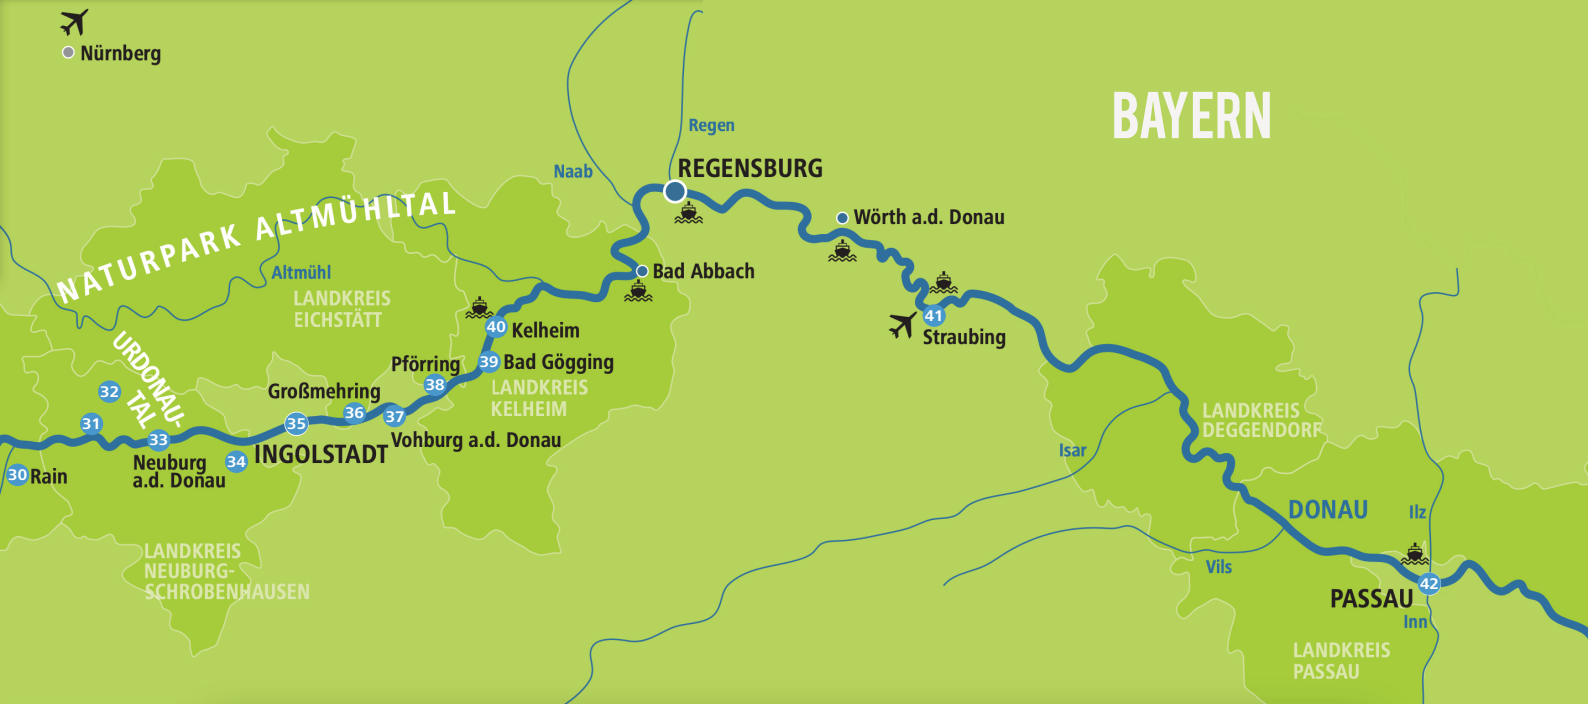 Nürnberg
BAYERN
Regen
Naab
REGENSBURG
NATURPARK ALTMÜHLTAL
Wörth a.d. Donau
Altmühl
Bad Abbach
LANDKREIS
EICHSTÄTT
40 Kelheim
41
Straubing
URDONAU-
TAL
Pförring
39 Bad Gögging
38
LANDKREIS
KELHEIM
32
Großmehring
31
35
36
37
LANDKREIS
DEGGENDORF
33
Vohburg a.d. Donau
INGOLSTADT
34
Neuburg
a.d. Donau
30 Rain
Isar
DONAU
Ilz
LANDKREIS
NEUBURG-
SCHROBENHAUSEN
Vils
42
PASSAU
Inn
LANDKREIS
PASSAU